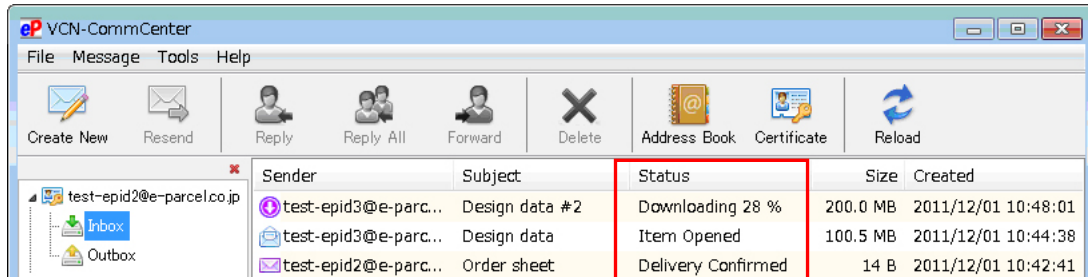 eP VCN-CommCenter
File Message Tools Help
Create New Resend Reply Reply All Forward Delete Address Book Certificate Reload
Sender Subject Status Size Created
test-epid2@e-parcel.co.jp
Inbox
Outbox
test-epid3@e-parc... Design data #2 Downloading 28 % 200.0 MB 2011/12/01 10:48:01
test-epid3@e-parc... Design data Item Opened 100.5 MB 2011/12/01 10:44:38
test-epid2@e-parc... Order sheet Delivery Confirmed 14 B 2011/12/01 10:42:41